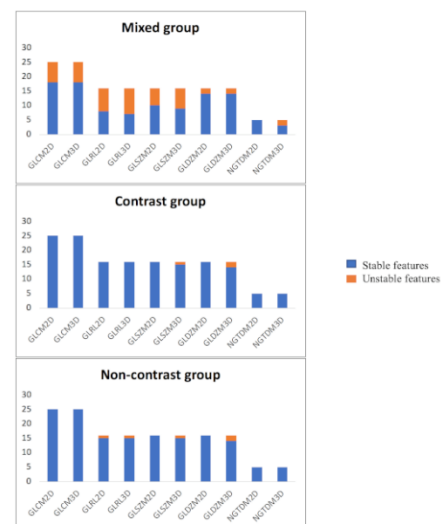 Mixed group
30
25
20
15
10
5
0
GLCM2D GLCM3D GLRL2D GLRL3D GLSZM2D GLSZM3D GLDZM2D GLDZM3D NGTDM2D NGTDM3D
Contrast group
30
25
20
15
10
5
0
GLCM2D GLCM3D GLRL2D GLRL3D GLSZM2D GLSZM3D GLDZM2D GLDZM3D NGTDM2D NGTDM3D
Stable features
Unstable features
Non-contrast group
30
25
20
15
10
5
0
GLCM2D GLCM3D GLRL2D GLRL3D GLSZM2D GLSZM3D GLDZM2D GLDZM3D NGTDM2D NGTDM3D